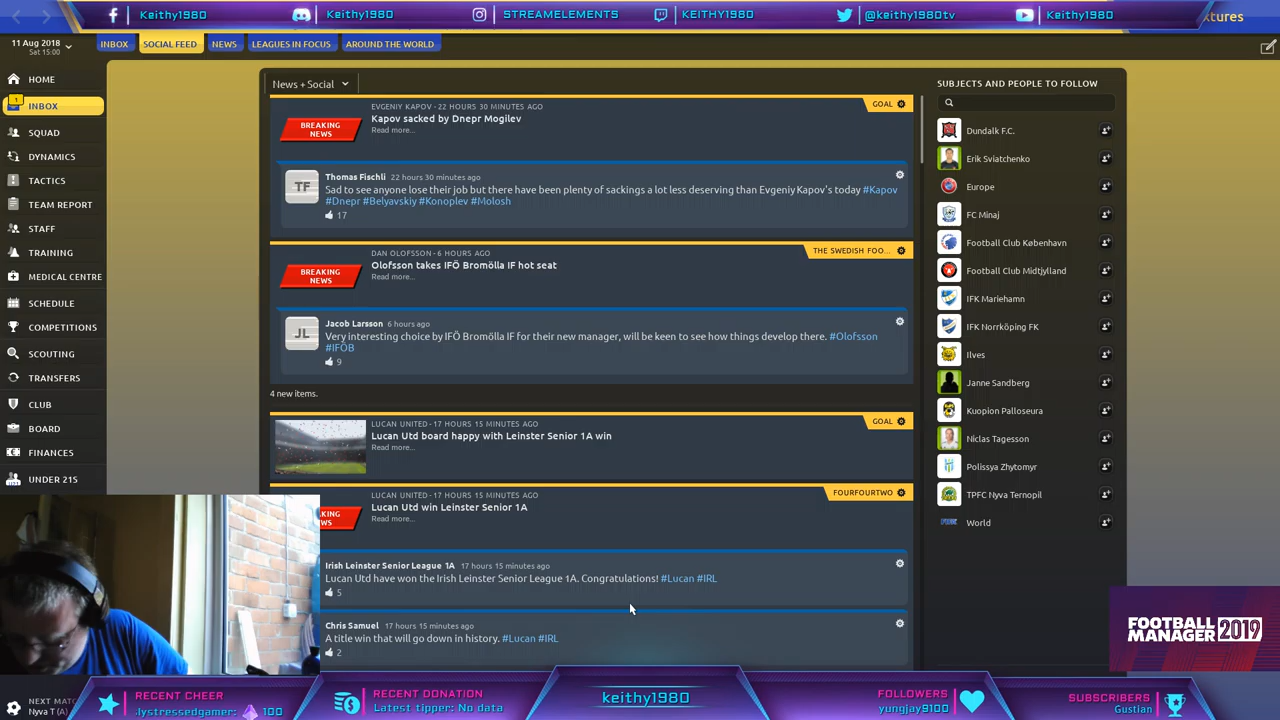 Keithy1980
Keithy1980
STREAMELEMENTS
KEITHY1980
@keithy1980tv
Keithy1980
xtures
11 Aug 2018
Sat 15:00
INBOX
SOCIAL FEED
NEWS
LEAGUES IN FOCUS
AROUND THE WORLD
HOME
1
INBOX
SQUAD
DYNAMICS
TACTICS
TEAM REPORT
STAFF
TRAINING
MEDICAL CENTRE
SCHEDULE
COMPETITIONS
SCOUTING
TRANSFERS
CLUB
BOARD
FINANCES
UNDER 21S
News + Social
EVGENIY KAPOV - 22 HOURS 30 MINUTES AGO
GOAL
BREAKING
NEWS
Kapov sacked by Dnepr Mogilev
Read more...
TF
Thomas Fischli 22 hours 30 minutes ago
Sad to see anyone lose their job but there have been plenty of sackings a lot less deserving than Evgeniy Kapov's today #Kapov
#Dnepr #Belyavskiy #Konoplev #Molosh
17
DAN OLOFSSON - 6 HOURS AGO
THE SWEDISH FOO...
BREAKING
NEWS
Olofsson takes IFÖ Bromölla IF hot seat
Read more...
JL
Jacob Larsson 6 hours ago
Very interesting choice by IFÖ Bromölla IF for their new manager, will be keen to see how things develop there. #Olofsson
#IFÖB
9
4 new items.
LUCAN UNITED - 17 HOURS 15 MINUTES AGO
GOAL
Lucan Utd board happy with Leinster Senior 1A win
Read more...
LUCAN UNITED - 17 HOURS 15 MINUTES AGO
FOURFOURTWO
KING
WS
Lucan Utd win Leinster Senior 1A
Read more...
Irish Leinster Senior League 1A 17 hours 15 minutes ago
Lucan Utd have won the Irish Leinster Senior League 1A. Congratulations! #Lucan #IRL
5
Chris Samuel 17 hours 15 minutes ago
A title win that will go down in history. #Lucan #IRL
2
SUBJECTS AND PEOPLE TO FOLLOW
Dundalk F.C.
Erik Sviatchenko
Europe
FC Minaj
Football Club København
Football Club Midtjylland
IFK Mariehamn
IFK Norrköping FK
Ilves
Janne Sandberg
Kuopion Palloseura
Niclas Tagesson
Polissya Zhytomyr
TPFC Nyva Ternopil
World
FOOTBALL
MANAGER 2019
NEXT MATC
Nyva T (A)
RECENT CHEER
.lystressedgamer: 100
RECENT DONATION
Latest tipper: No data
keithy1980
FOLLOWERS
yungjay9100
SUBSCRIBERS
Gustian